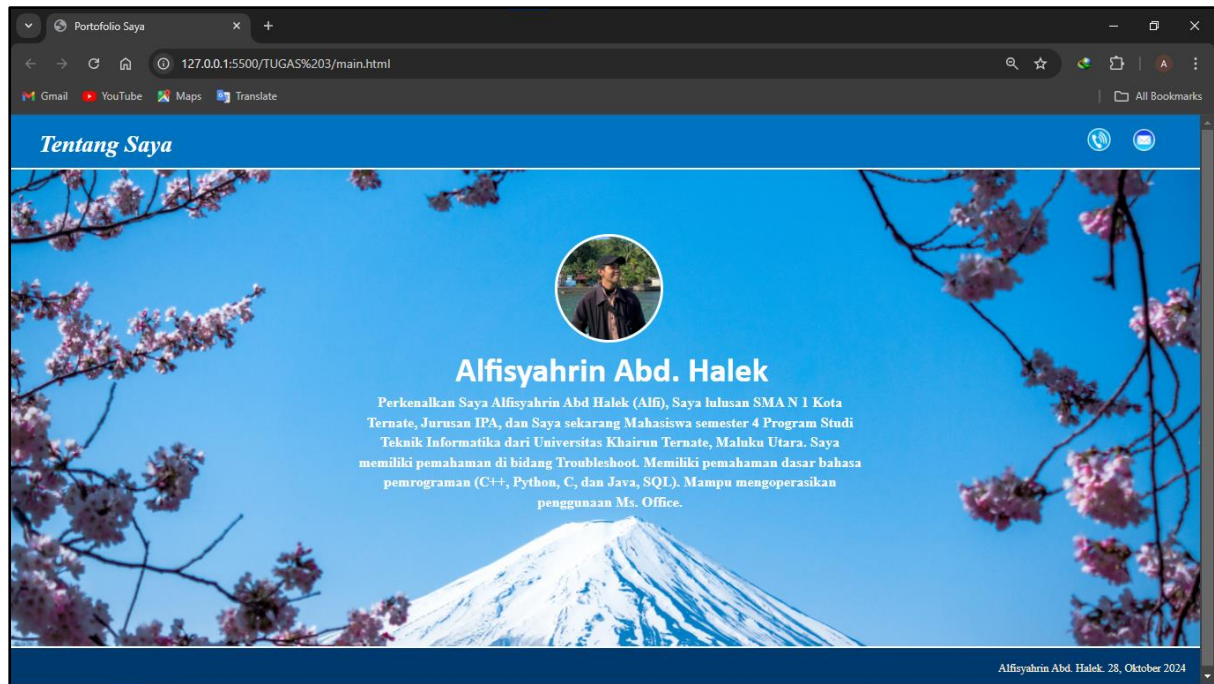 Portofolio Saya
127.0.0.1:5500/TUGAS%203/main.html
A
Gmail YouTube Maps Translate All Bookmarks
Tentang Saya
Alfisyahrin Abd. Halek
Perkenalkan Saya Alfisyahrin Abd Halek (Alfi), Saya lulusan SMA N 1 Kota
Ternate, Jurusan IPA, dan Saya sekarang Mahasiswa semester 4 Program Studi
Teknik Informatika dari Universitas Khairun Ternate, Maluku Utara. Saya
memiliki pemahaman di bidang Troubleshoot. Memiliki pemahaman dasar bahasa
pemrograman (C++, Python, C, dan Java, SQL). Mampu mengoperasikan
penggunaan Ms. Office.
Alfisyahrin Abd. Halek. 28, Oktober 2024